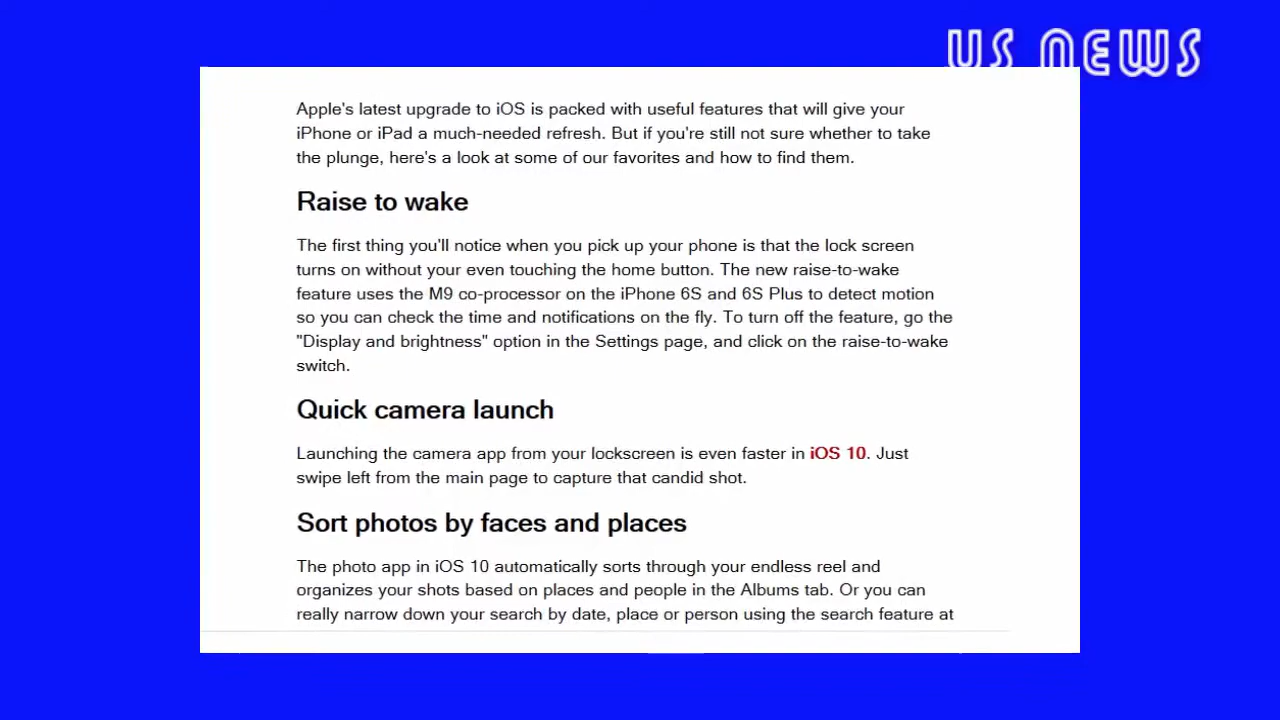 US NEWS
Apple's latest upgrade to iOS is packed with useful features that will give your
iPhone or iPad a much-needed refresh. But if you're still not sure whether to take
the plunge, here's a look at some of our favorites and how to find them.
Raise to wake
The first thing you'll notice when you pick up your phone is that the lock screen
turns on without your even touching the home button. The new raise-to-wake
feature uses the M9 co-processor on the iPhone 6S and 6S Plus to detect motion
so you can check the time and notifications on the fly. To turn off the feature, go the
"Display and brightness" option in the Settings page, and click on the raise-to-wake
switch.
Quick camera launch
Launching the camera app from your lockscreen is even faster in iOS 10. Just
swipe left from the main page to capture that candid shot.
Sort photos by faces and places
The photo app in iOS 10 automatically sorts through your endless reel and
organizes your shots based on places and people in the Albums tab. Or you can
really narrow down your search by date, place or person using the search feature at